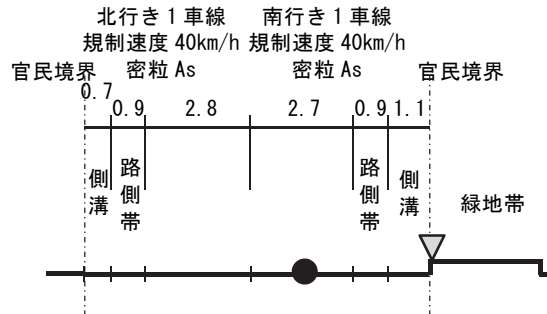 北行き1車線 南行き1車線
規制速度 40km/h 規制速度 40km/h
官民境界 密粒 As 密粒 As 官民境界
0.7
0.9 2.8 2.7 0.9 1.1
側溝 路側帯 路側帯 側溝 緑地帯